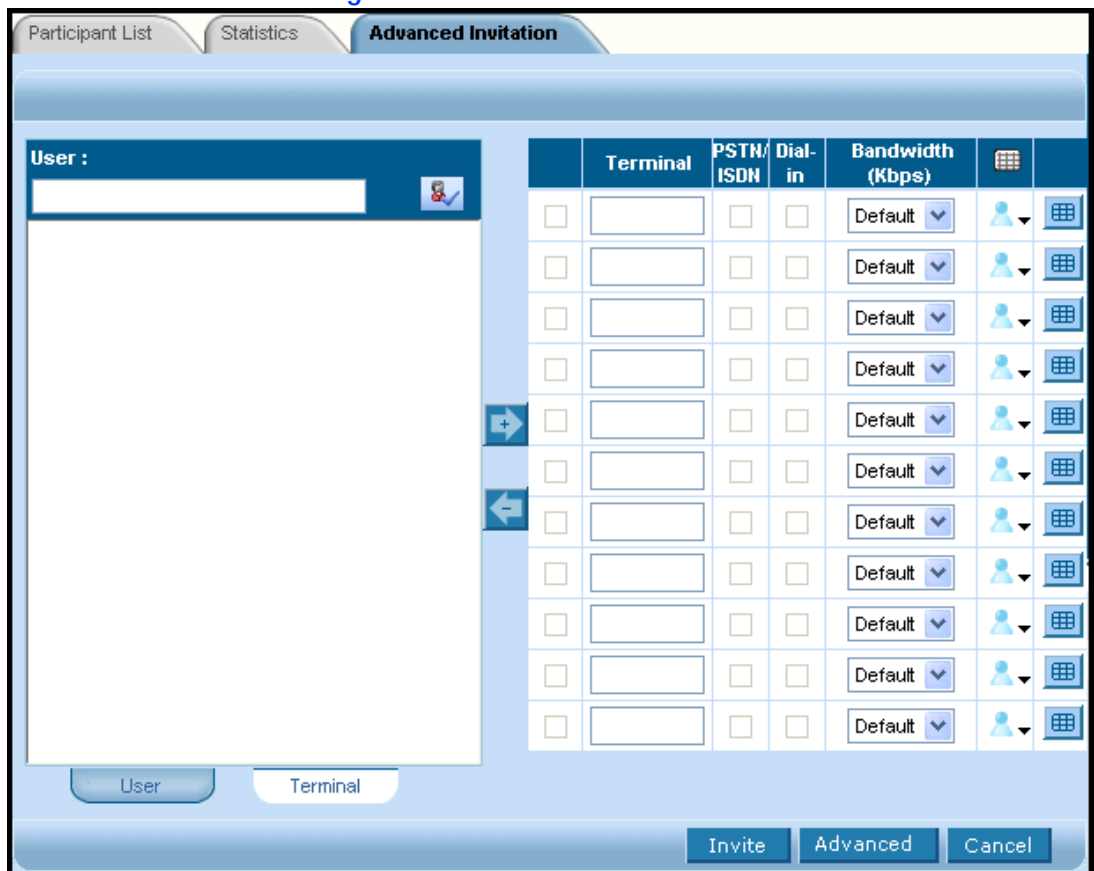 Participant List Statistics Advanced Invitation
User :
Terminal PSTN/ ISDN Dial-in Bandwidth (Kbps)
Default
Default
Default
Default
Default
Default
Default
Default
Default
Default
Default
User Terminal
Invite Advanced Cancel